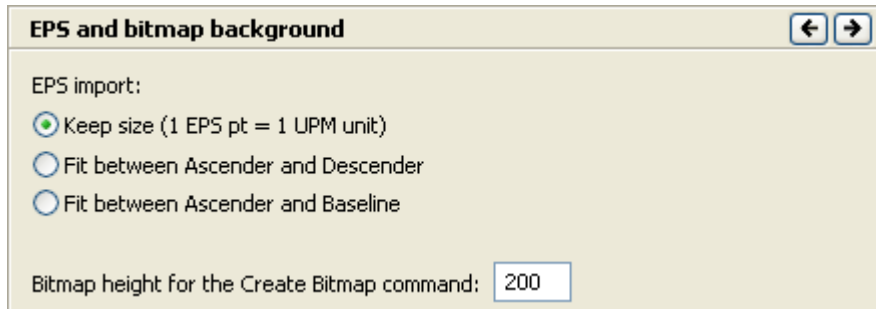 EPS and bitmap background
EPS import:
Keep size (1 EPS pt = 1 UPM unit)
Fit between Ascender and Descender
Fit between Ascender and Baseline
Bitmap height for the Create Bitmap command: 200